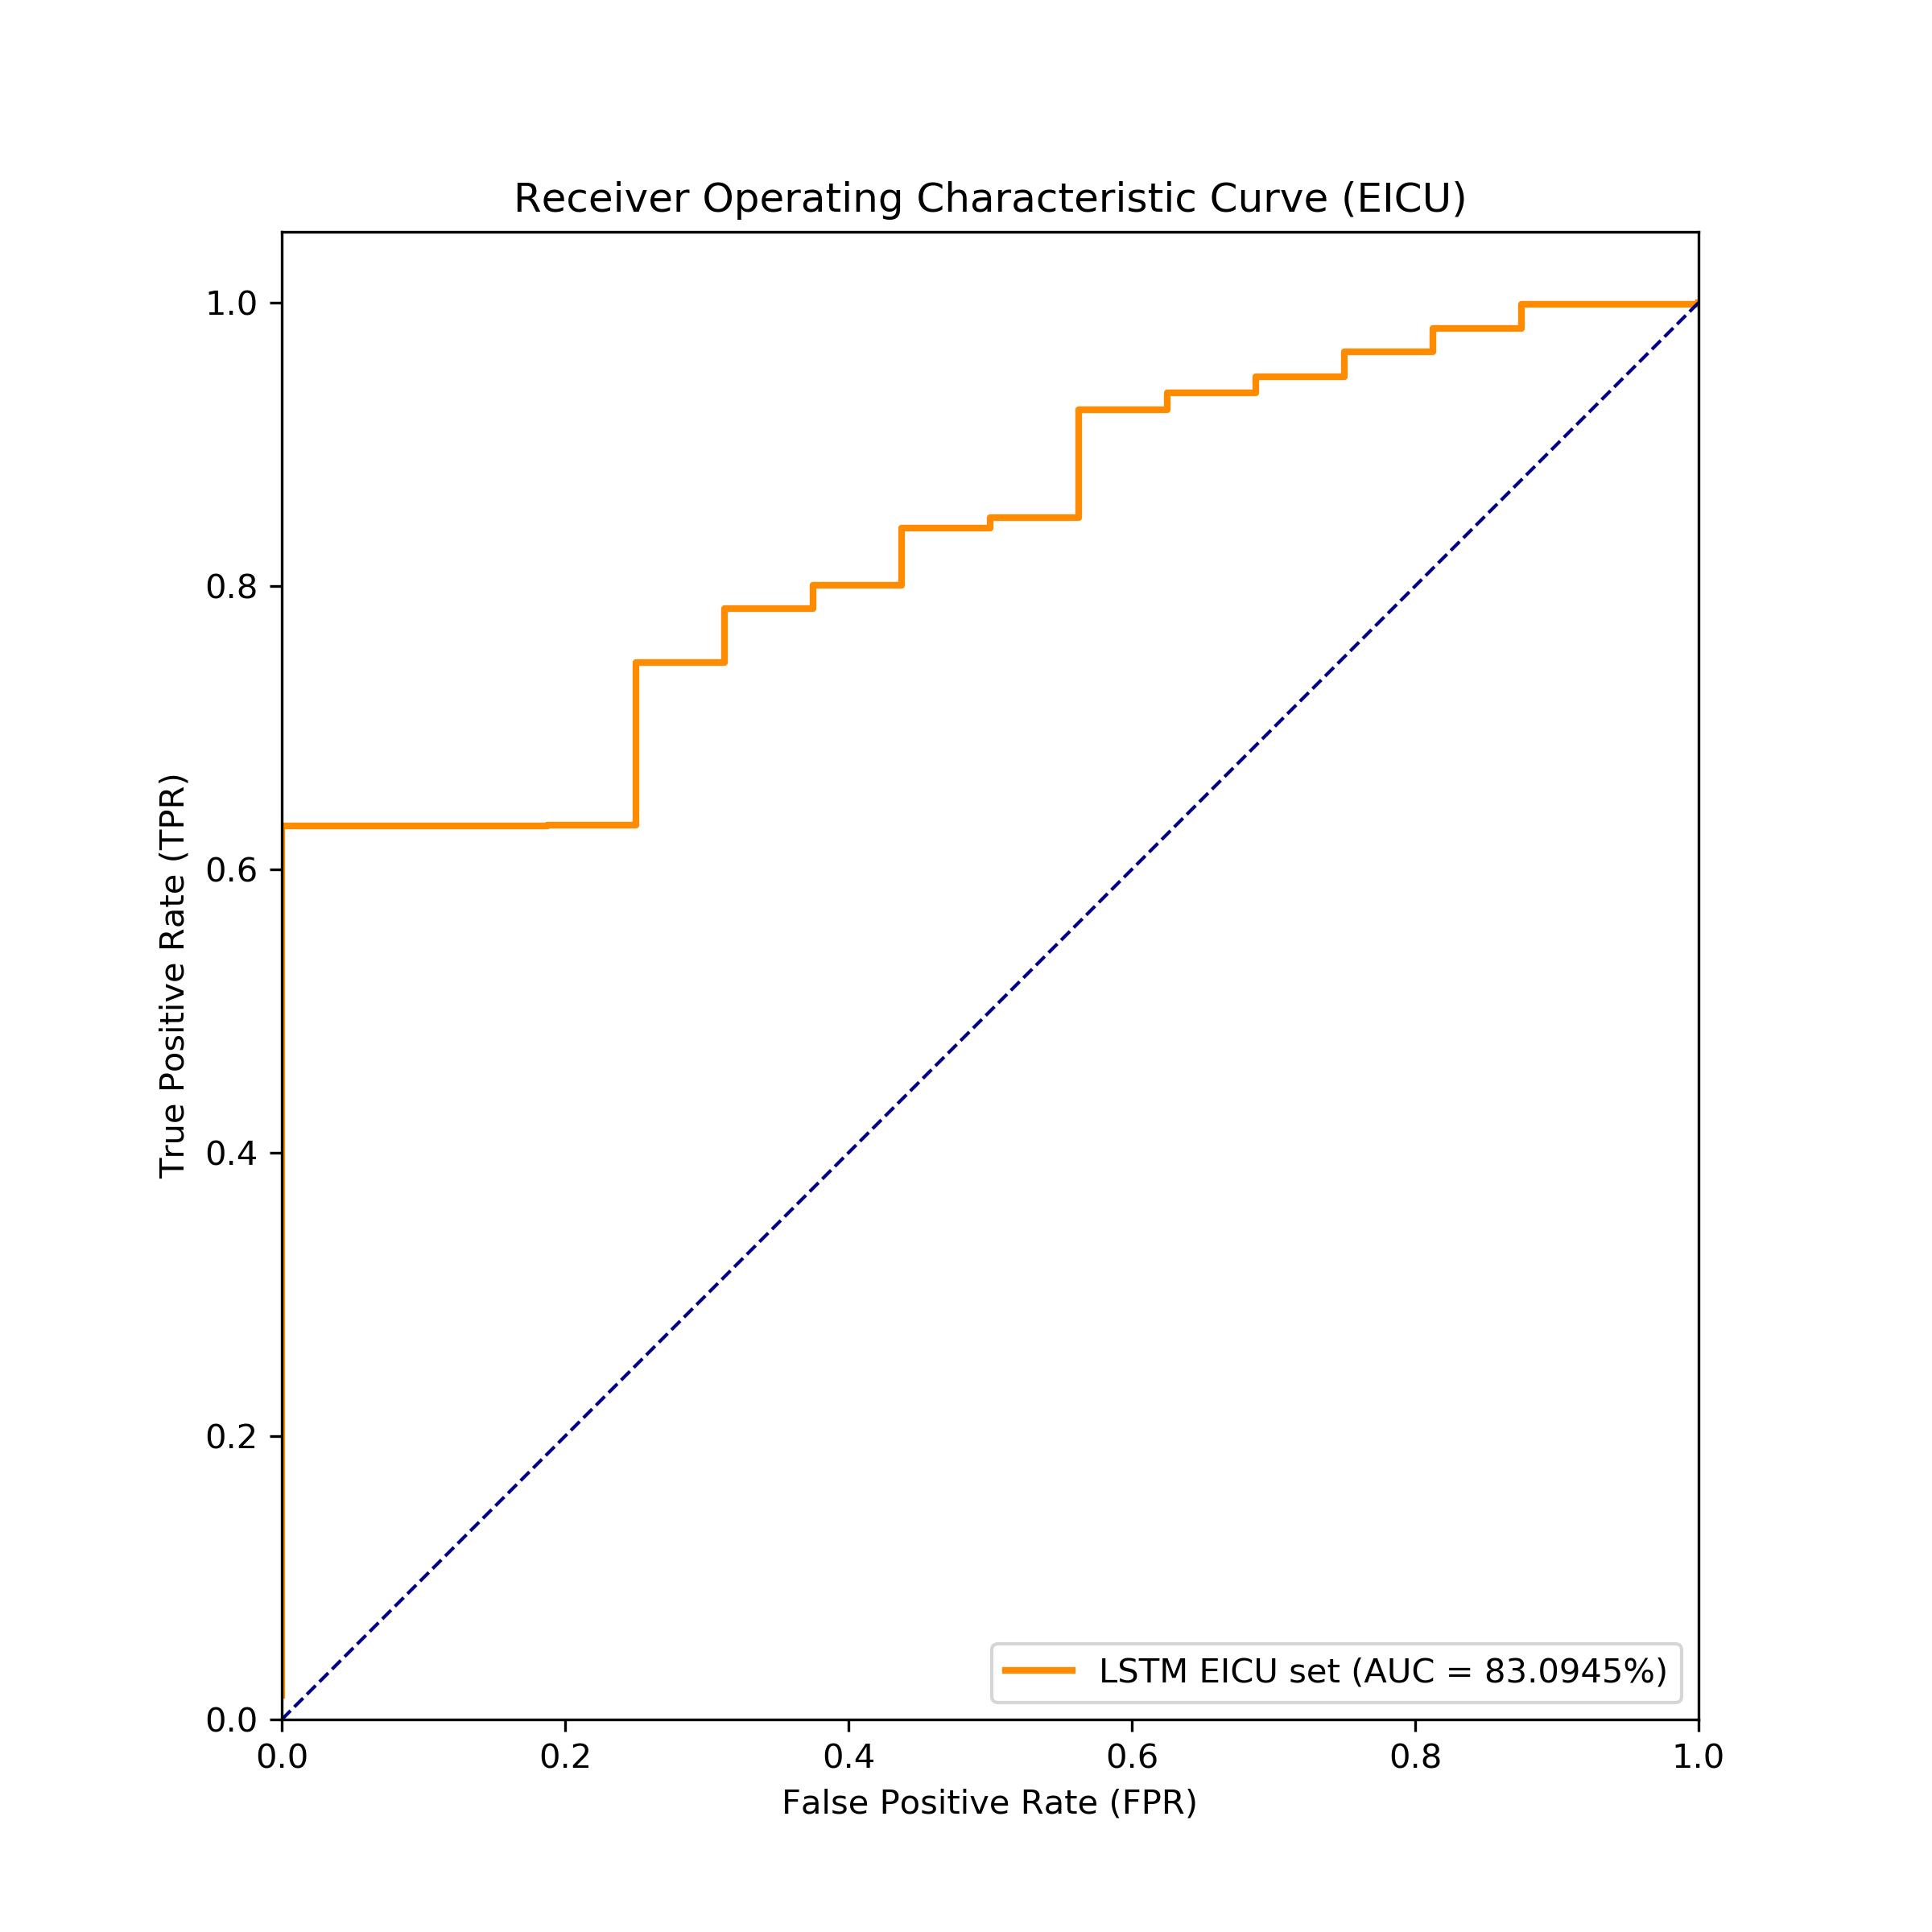 Receiver Operating Characteristic Curve (EICU)
True Positive Rate (TPR)
1.0
0.8
0.6
0.4
0.2
0.0
0.0 0.2 0.4 0.6 0.8 1.0
False Positive Rate (FPR)
LSTM EICU set (AUC = 83.0945%)